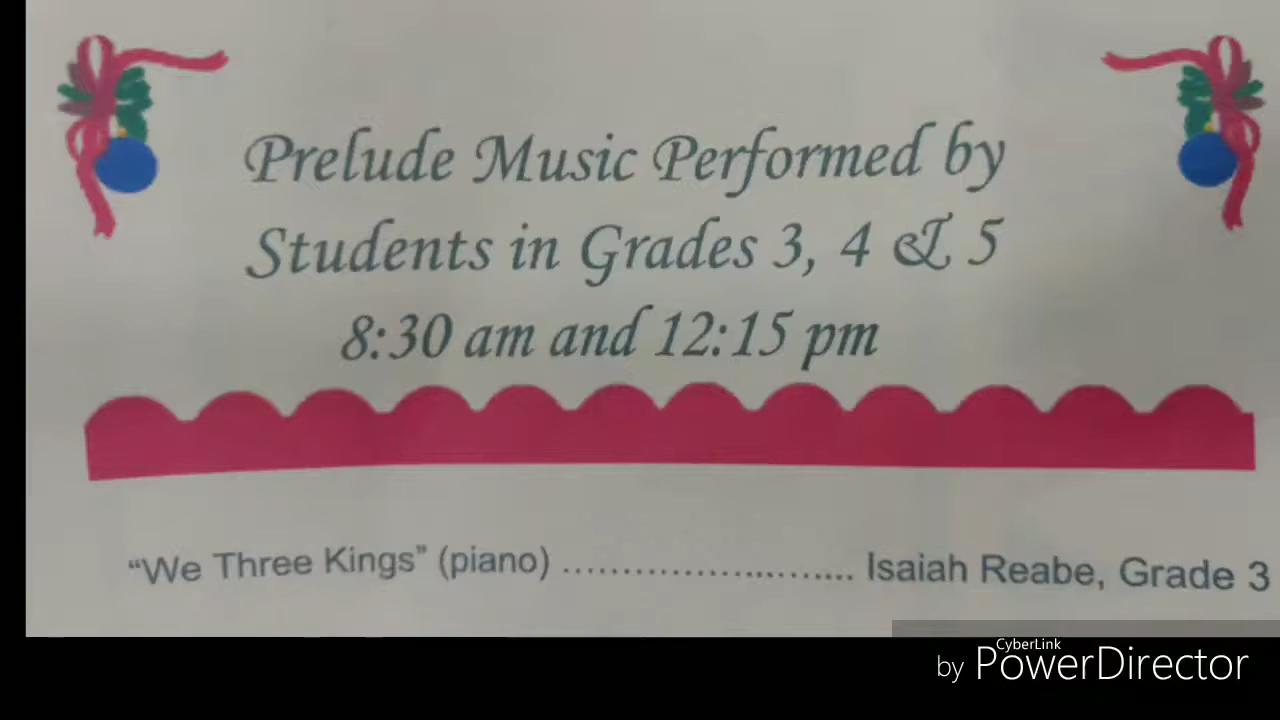 Prelude Music Performed by
Students in Grades 3, 4 & 5
8:30 am and 12:15 pm
“We Three Kings” (piano) ........................... Isaiah Reabe, Grade 3
CyberLink
by PowerDirector